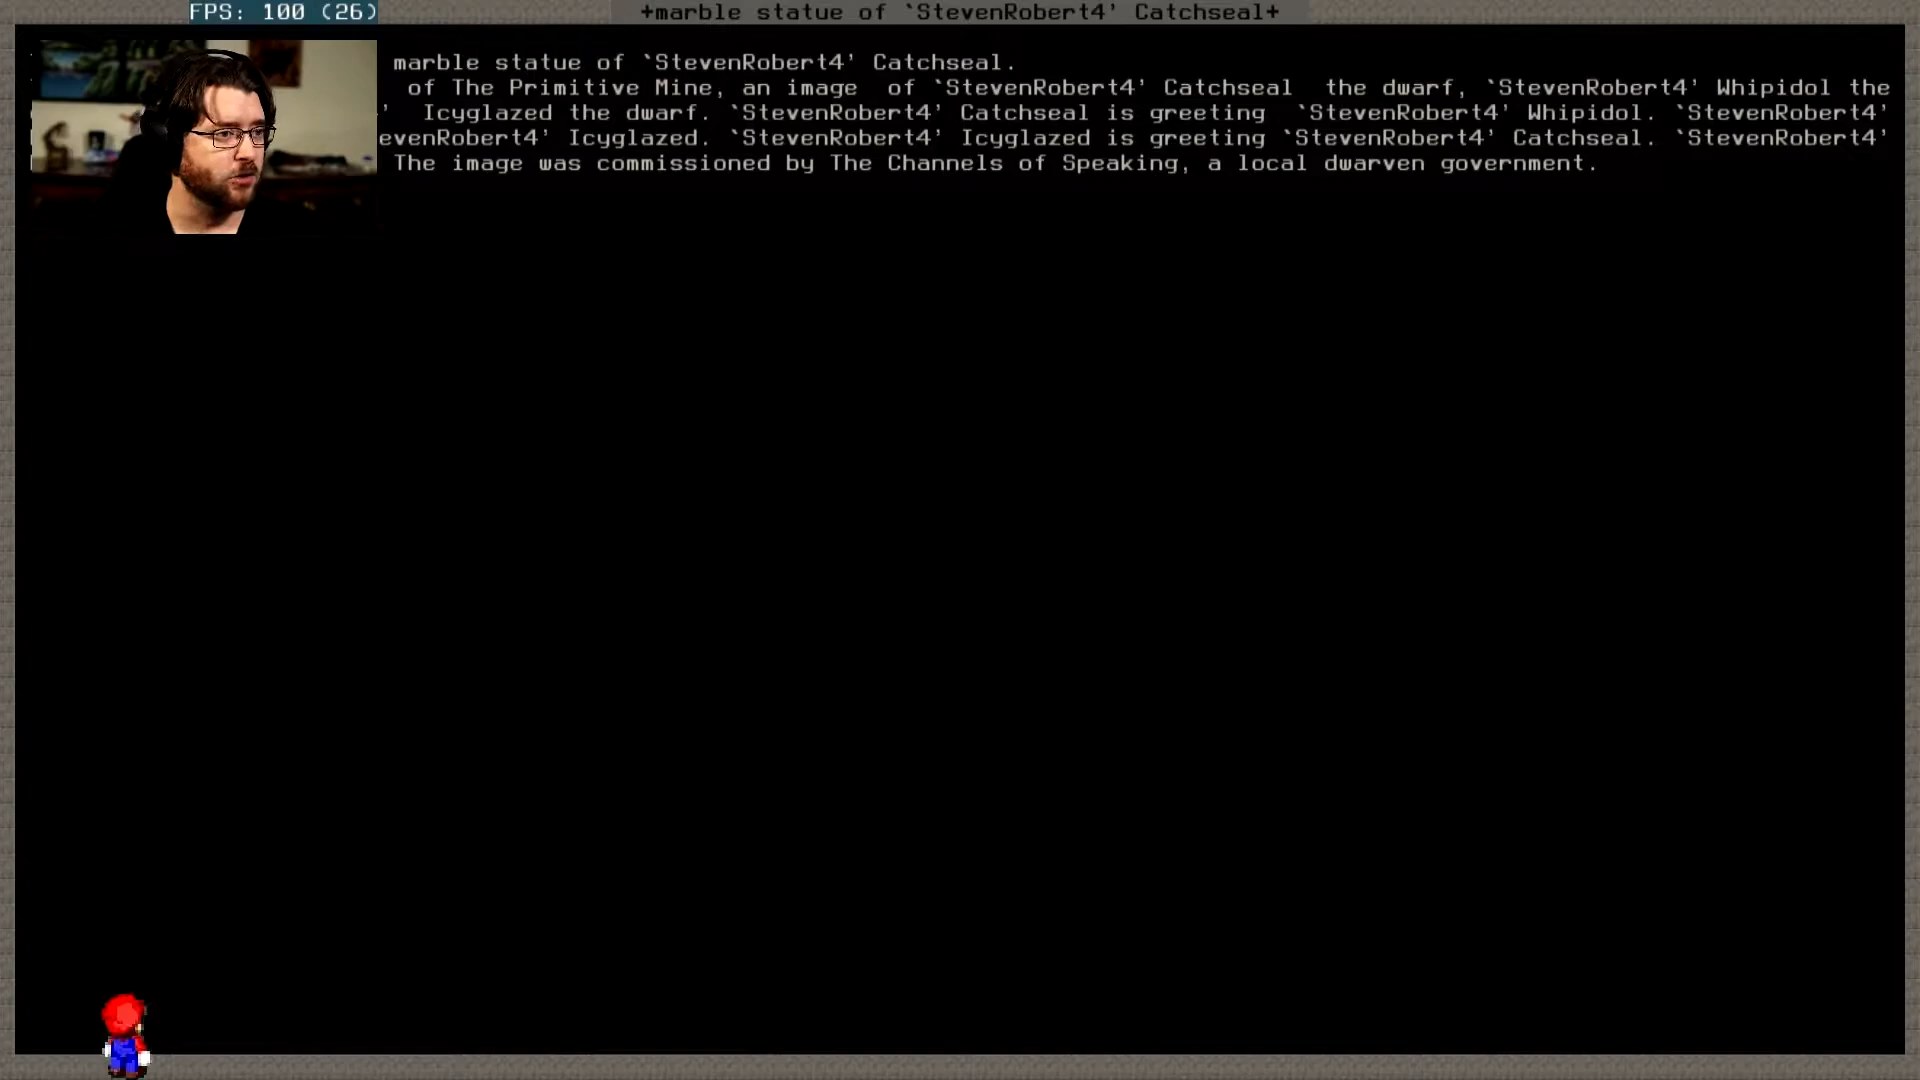 FPS: 100 (26)
+marble statue of `StevenRobert4' Catchseal+
marble statue of `StevenRobert4' Catchseal.
of The Primitive Mine, an image  of `StevenRobert4' Catchseal  the dwarf, `StevenRobert4' Whipidol the
'  Icyglazed the dwarf. `StevenRobert4' Catchseal is greeting  `StevenRobert4' Whipidol. `StevenRobert4'
evenRobert4' Icyglazed. `StevenRobert4' Icyglazed is greeting `StevenRobert4' Catchseal. `StevenRobert4'
The image was commissioned by The Channels of Speaking, a local dwarven government.